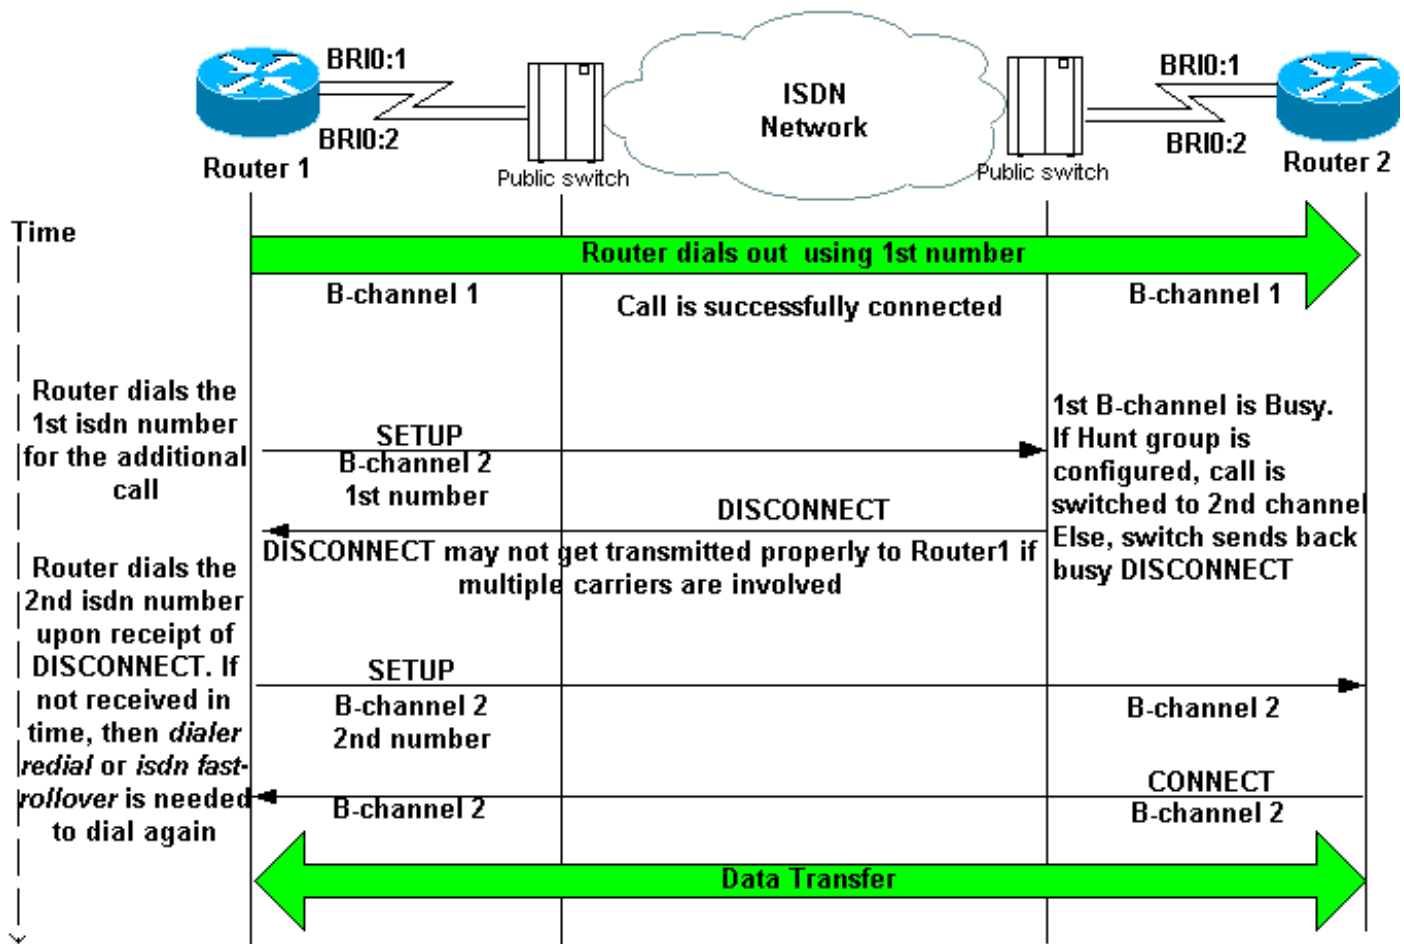 BRI0:1
BRI0:2
Router 1
Public switch
ISDN
Network
Public switch
BRI0:1
BRI0:2
Router 2
Time
Router dials out using 1st number
B-channel 1
Call is successfully connected
B-channel 1
Router dials the
1st isdn number
for the additional
call
SETUP
B-channel 2
1st number
1st B-channel is Busy.
If Hunt group is
configured, call is
switched to 2nd channel
Else, switch sends back
busy DISCONNECT
DISCONNECT
DISCONNECT may not get transmitted properly to Router1 if
multiple carriers are involved
Router dials the
2nd isdn number
upon receipt of
DISCONNECT. If
not received in
time, then dialer
redial or isdn fast-
rollover is needed
to dial again
SETUP
B-channel 2
2nd number
B-channel 2
CONNECT
B-channel 2
B-channel 2
Data Transfer